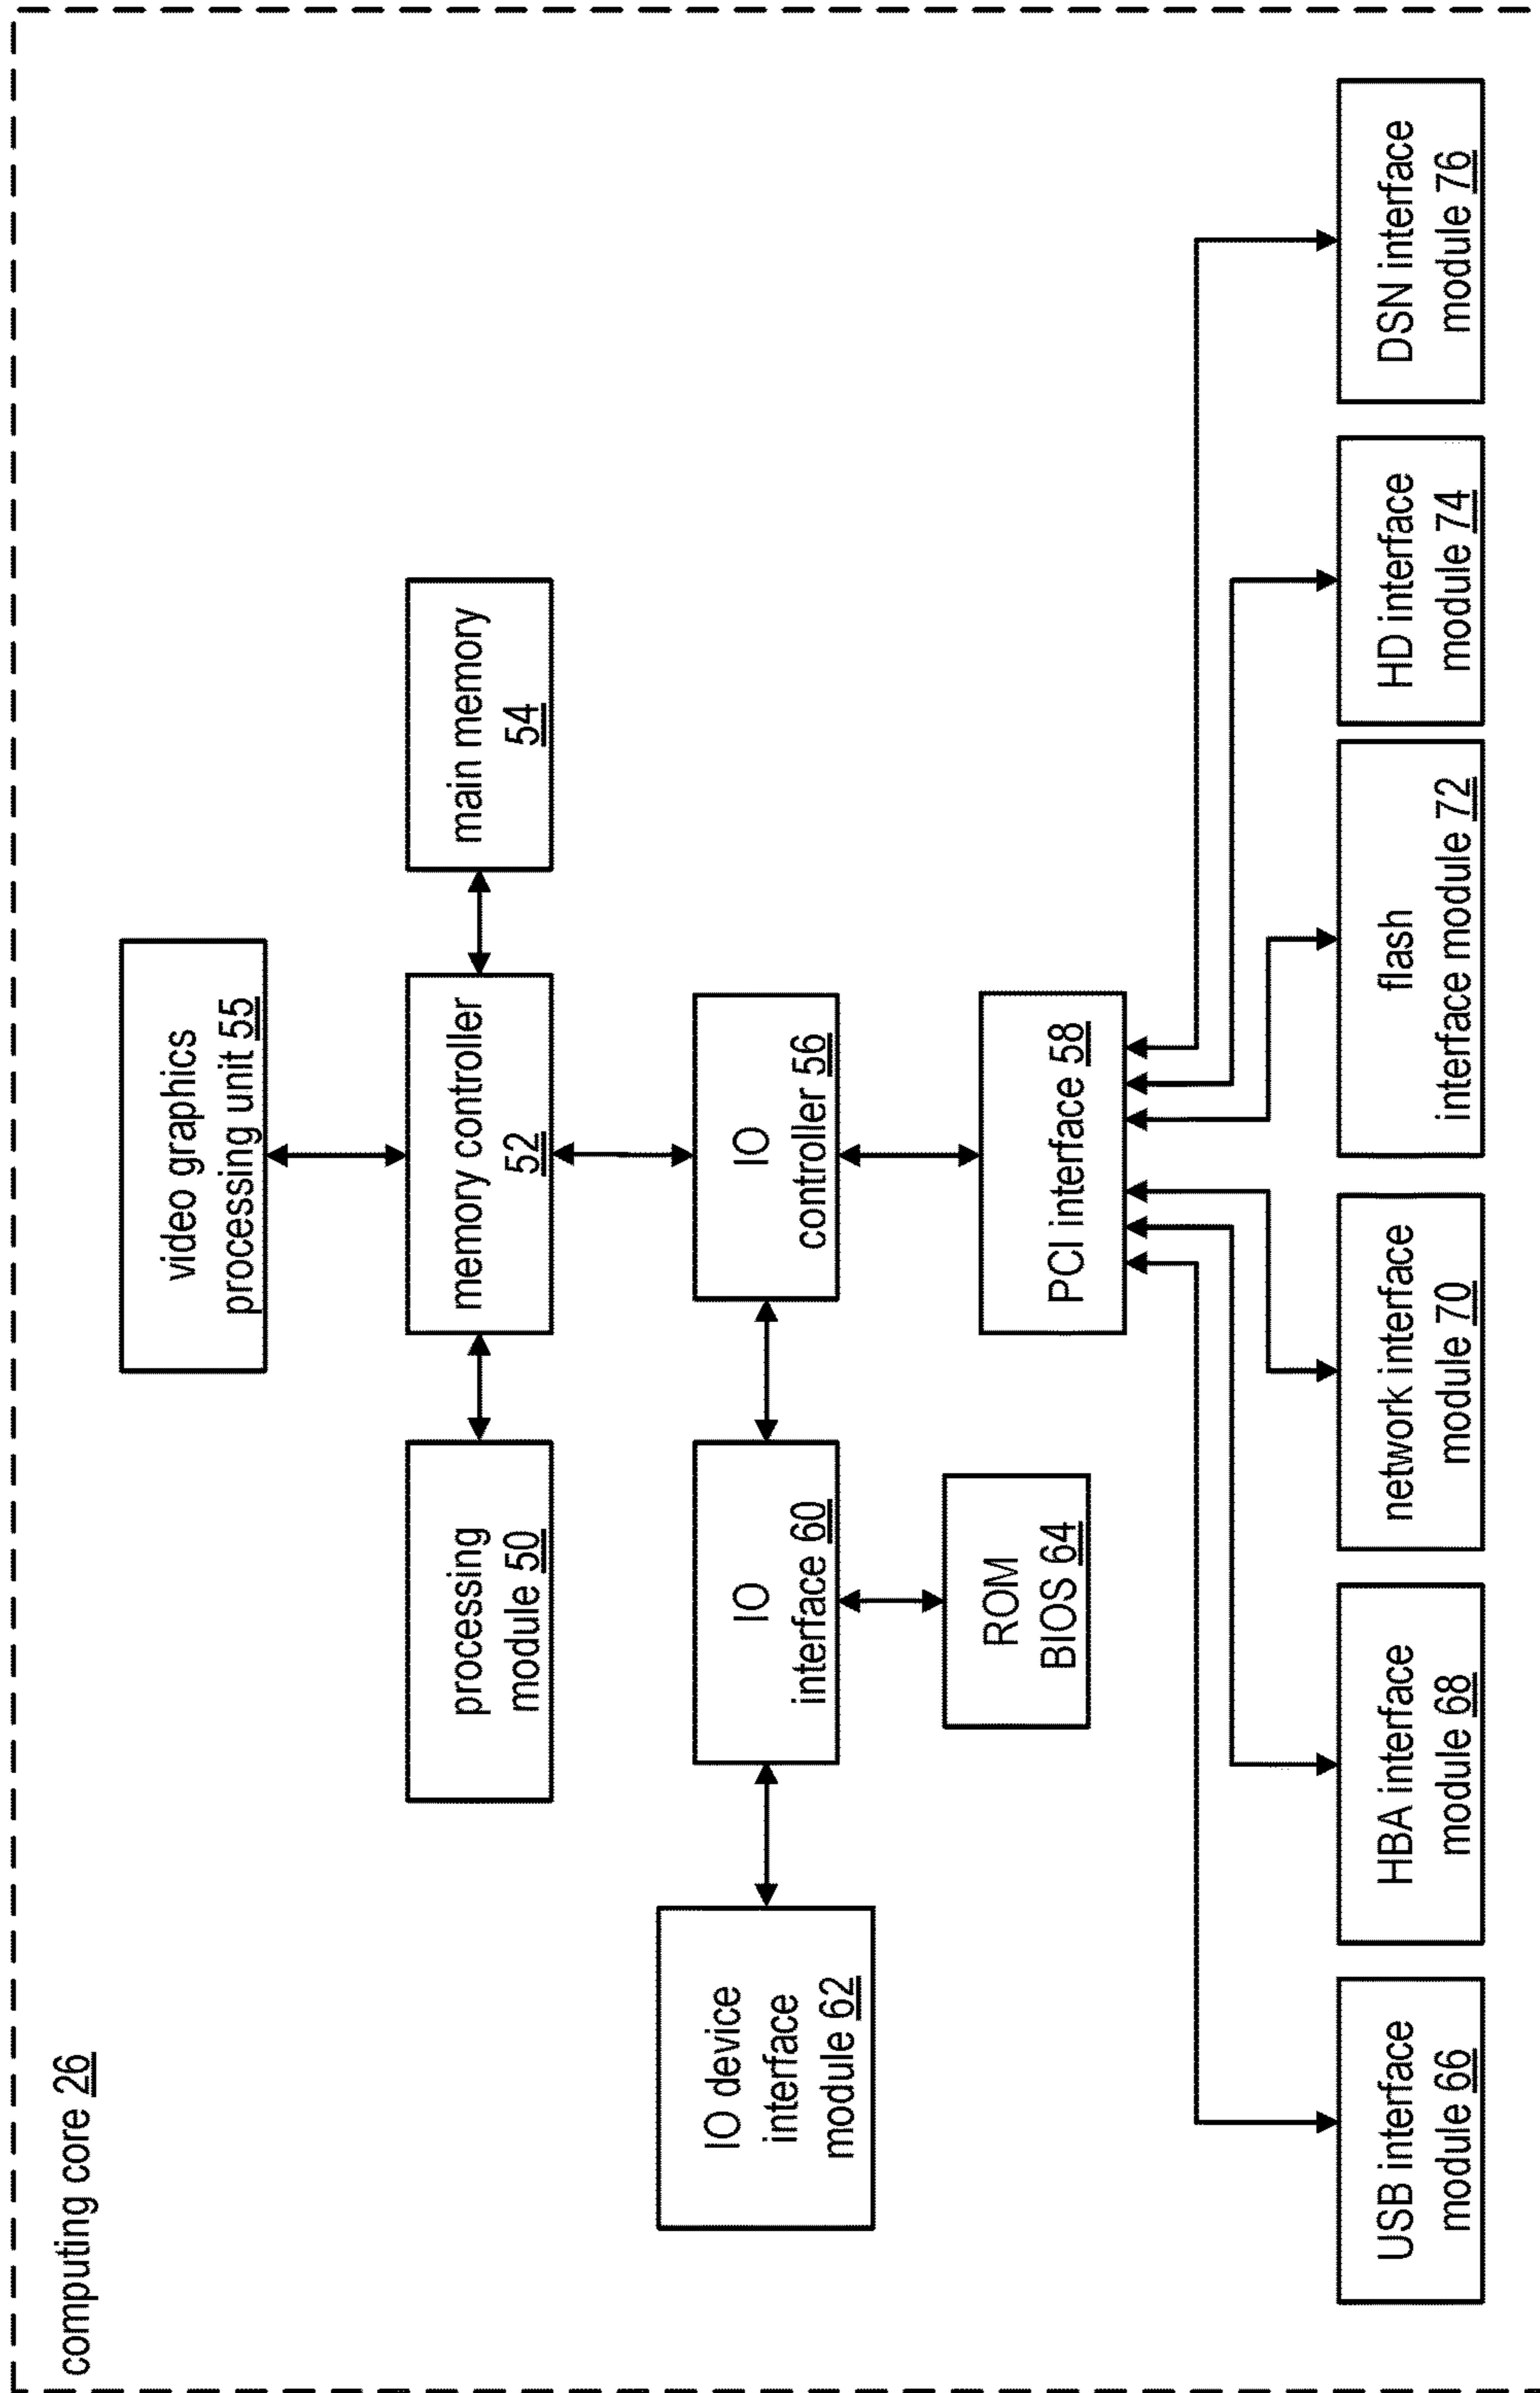 computing core 26
video graphics
processing unit 55
processing
module 50
memory controller
52
main memory
54
IO device
interface
module 62
IO
interface 60
IO
controller 56
ROM
BIOS 64
PCI interface 58
USB interface
module 66
HBA interface
module 68
network interface
module 70
flash
interface module 72
HD interface
module 74
DSN interface
module 76